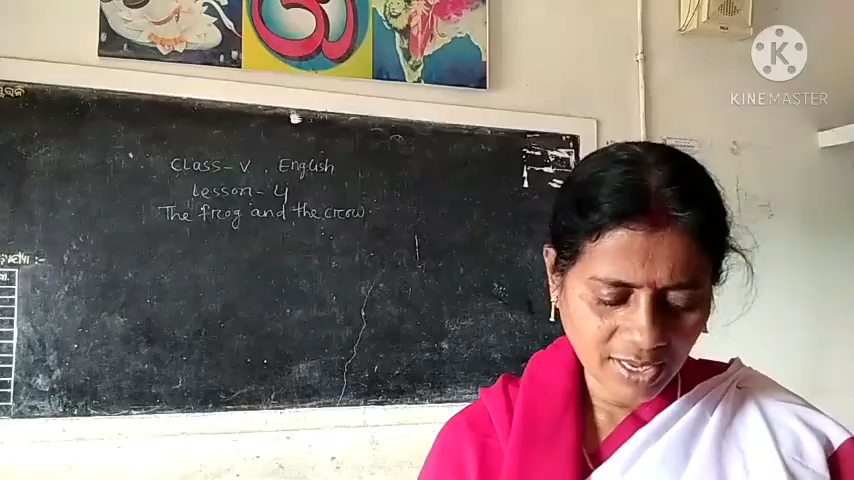 Class-V, English
Lesson-4
The frog and the crow.
KINEMASTER